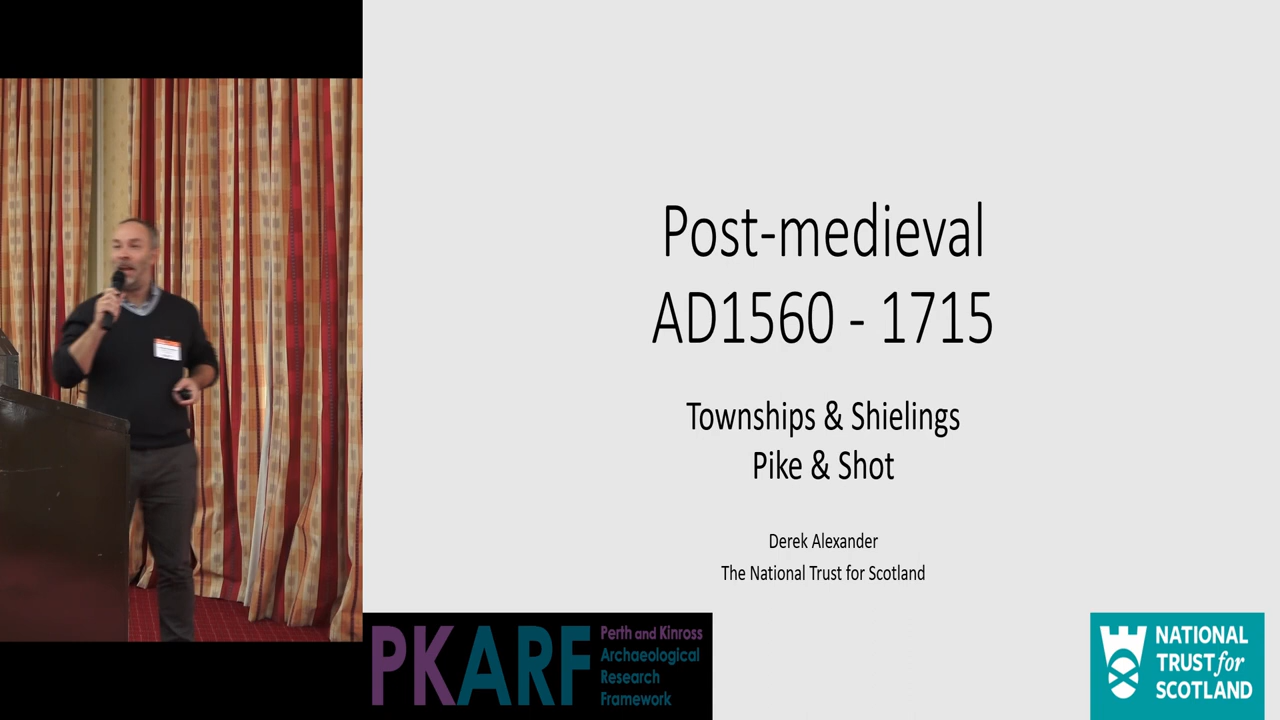 Post-medieval
AD1560 - 1715
Townships & Shielings
Pike & Shot
Derek Alexander
The National Trust for Scotland
PKARF
Perth and Kinross
Archaeological
Research
Framework
NATIONAL
TRUST for
SCOTLAND